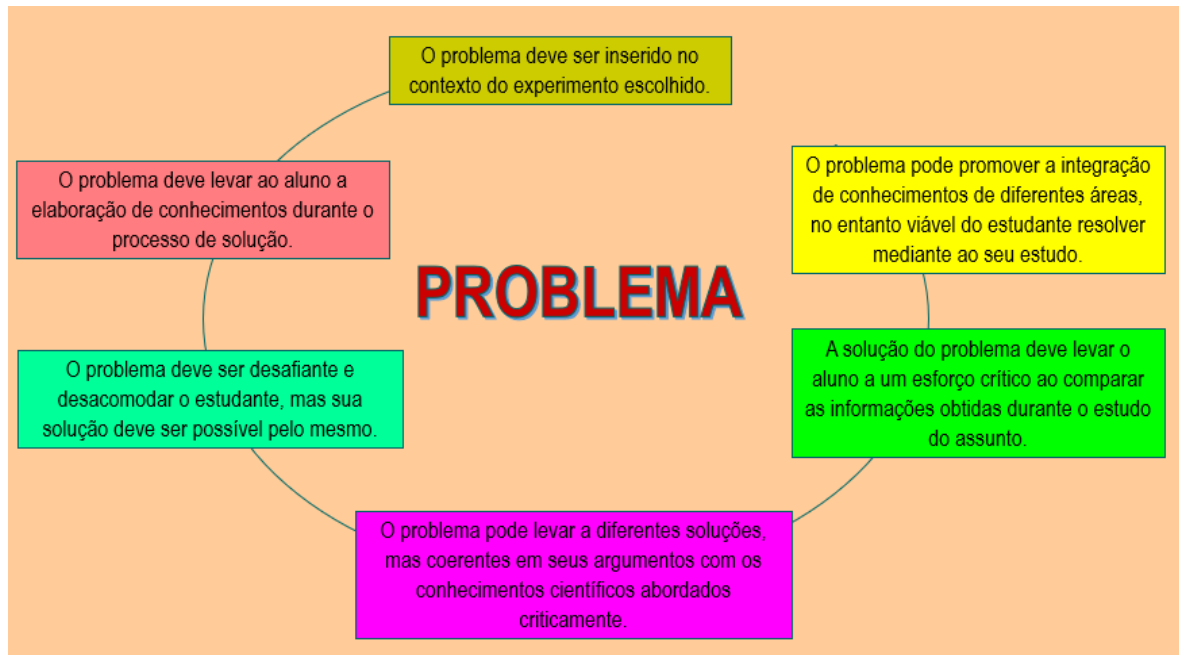 O problema deve ser inserido no
contexto do experimento escolhido.
O problema deve levar ao aluno a
elaboração de conhecimentos durante o
processo de solução.
O problema pode promover a integração
de conhecimentos de diferentes áreas,
no entanto viável do estudante resolver
mediante ao seu estudo.
PROBLEMA
O problema deve ser desafiante e
desacomodar o estudante, mas sua
solução deve ser possível pelo mesmo.
A solução do problema deve levar o
aluno a um esforço crítico ao comparar
as informações obtidas durante o estudo
do assunto.
O problema pode levar a diferentes soluções,
mas coerentes em seus argumentos com os
conhecimentos científicos abordados
criticamente.